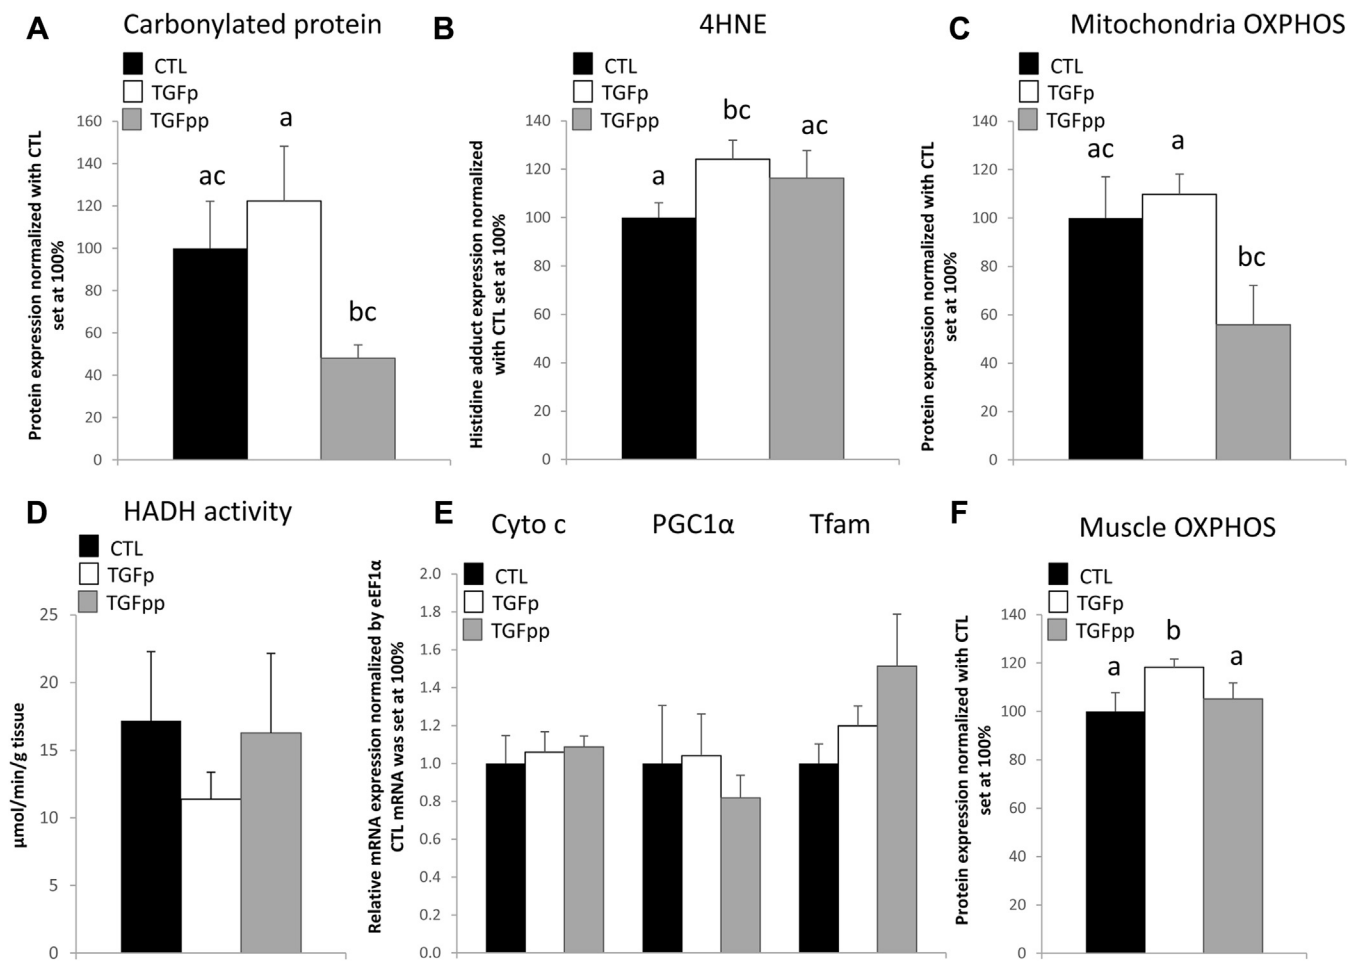 A
Carbonylated protein
CTL
TGFp
TGFpp
Protein expression normalized with CTL
set at 100%
160
140
120
100
80
60
40
20
0
ac
a
bc
B
4HNE
CTL
TGFp
TGFpp
Histidine adduct expression normalized
with CTL set at 100%
140
120
100
80
60
40
20
0
a
bc
ac
C
Mitochondria OXPHOS
CTL
TGFp
TGFpp
Protein expression normalized with CTL
set at 100%
140
120
100
80
60
40
20
0
ac
a
bc
D
HADH activity
CTL
TGFp
TGFpp
µmol/min/g tissue
25
20
15
10
5
0
E
Cyto c
PGC1α
Tfam
CTL
TGFp
TGFpp
Relative mRNA expression normalized by eEF1α
CTL mRNA was set at 100%
2.0
1.8
1.6
1.4
1.2
1.0
0.8
0.6
0.4
0.2
0.0
F
Muscle OXPHOS
CTL
TGFp
TGFpp
Protein expression normalized with CTL
set at 100%
140
120
100
80
60
40
20
0
a
b
a